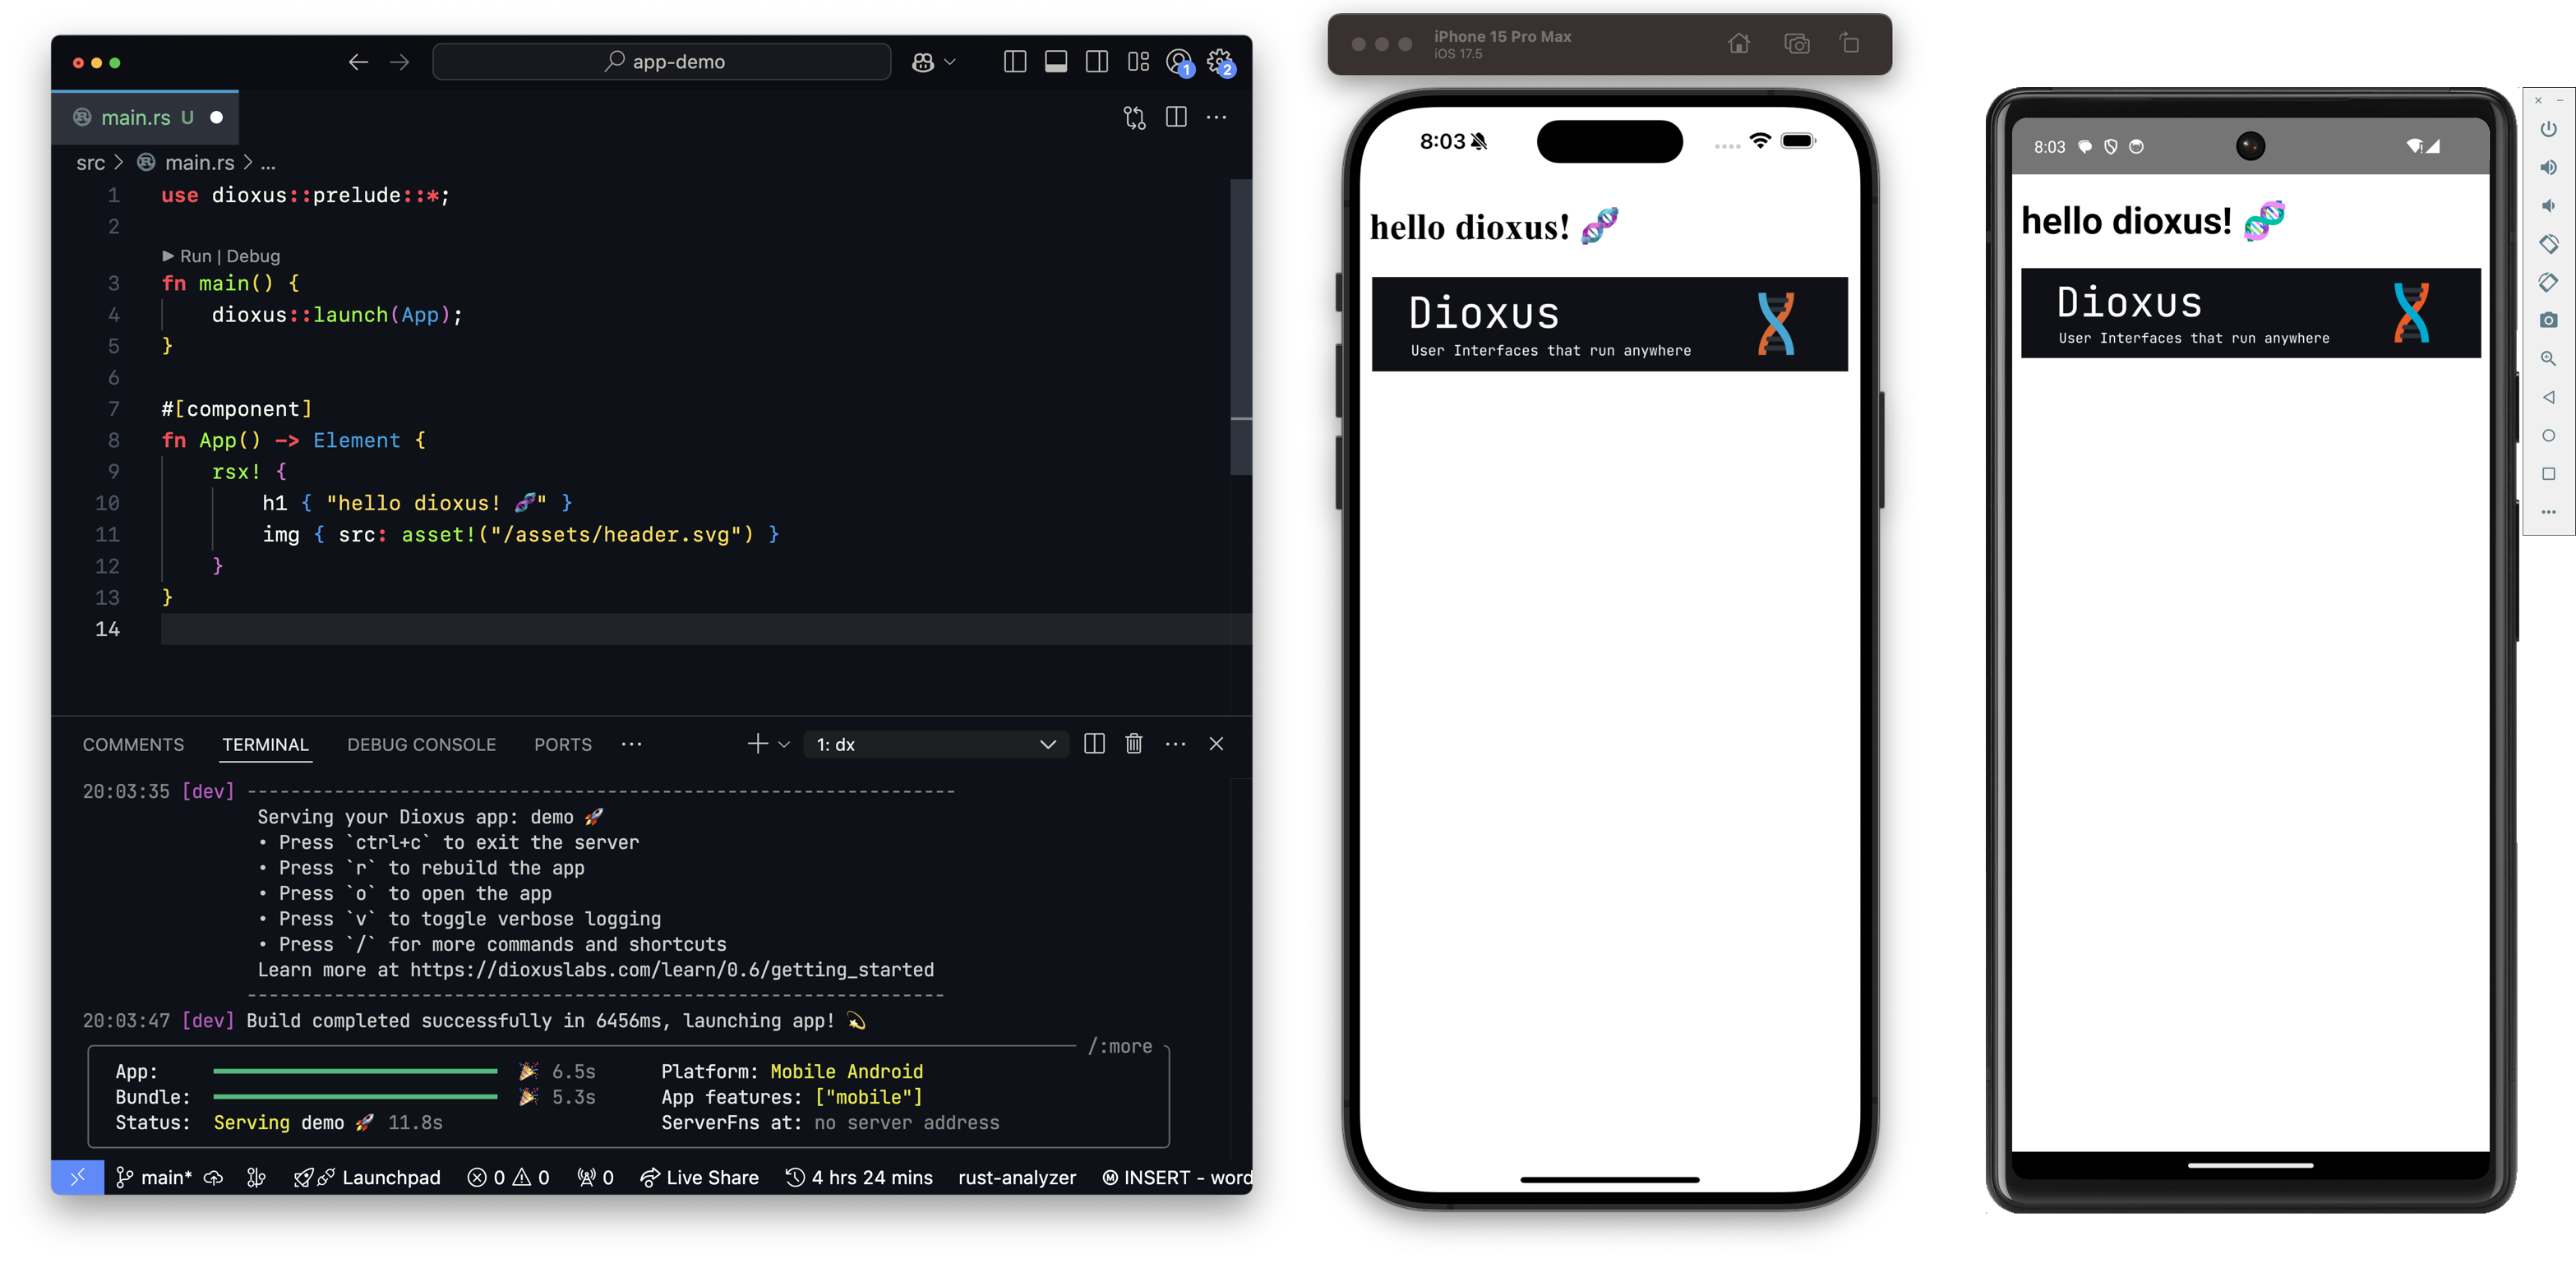 app-demo
1
2
main.rs U
src > main.rs > ...
1 use dioxus::prelude::*;
2
Run | Debug
3 fn main() {
4 dioxus::launch(App);
5 }
6
7 #[component]
8 fn App() -> Element {
9 rsx! {
10 h1 { "hello dioxus! 🧬" }
11 img { src: asset!("/assets/header.svg") }
12 }
13 }
14
COMMENTS TERMINAL DEBUG CONSOLE PORTS ...
1: dx
20:03:35 [dev] -----------------------------------------------------------------
Serving your Dioxus app: demo 🚀
• Press `ctrl+c` to exit the server
• Press `r` to rebuild the app
• Press `o` to open the app
• Press `v` to toggle verbose logging
• Press `/` for more commands and shortcuts
Learn more at https://dioxuslabs.com/learn/0.6/getting_started
----------------------------------------------------------------
20:03:47 [dev] Build completed successfully in 6456ms, launching app! 💫
/:more
App: 🎉 6.5s Platform: Mobile Android
Bundle: 🎉 5.3s App features: ["mobile"]
Status: Serving demo 🚀 11.8s ServerFns at: no server address
main* Launchpad 0 0 0 Live Share 4 hrs 24 mins rust-analyzer INSERT - word
iPhone 15 Pro Max
iOS 17.5
8:03
hello dioxus! 🧬
Dioxus
User Interfaces that run anywhere
8:03
hello dioxus! 🧬
Dioxus
User Interfaces that run anywhere